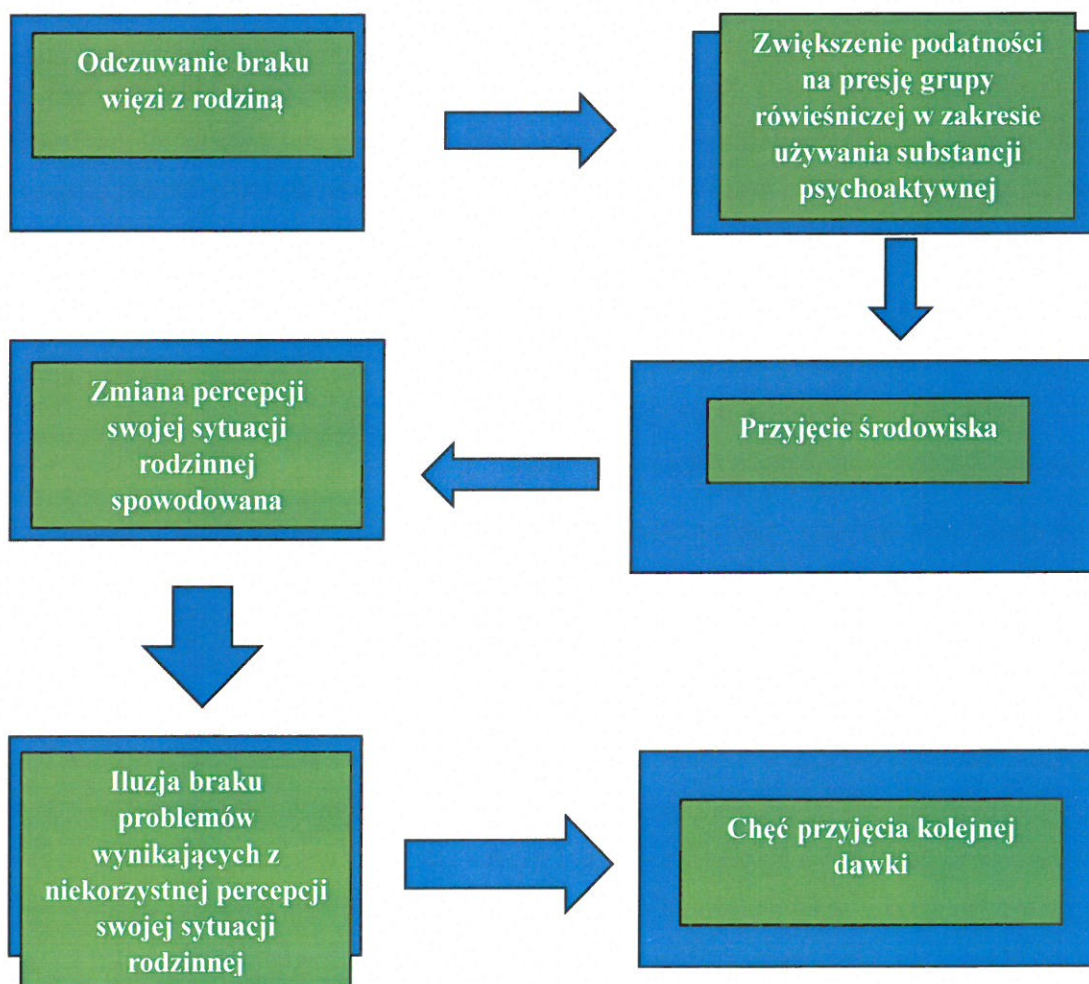 Odczuwanie braku
więzi z rodziną
Zwiększenie podatności
na presję grupy
rówieśniczej w zakresie
używania substancji
psychoaktywnej
Przyjęcie środowiska
Zmiana percepcji
swojej sytuacji
rodzinnej
spowodowana
Iluzja braku
problemów
wynikających z
niekorzystnej percepcji
swojej sytuacji
rodzinnej
Chęć przyjęcia kolejnej
dawki